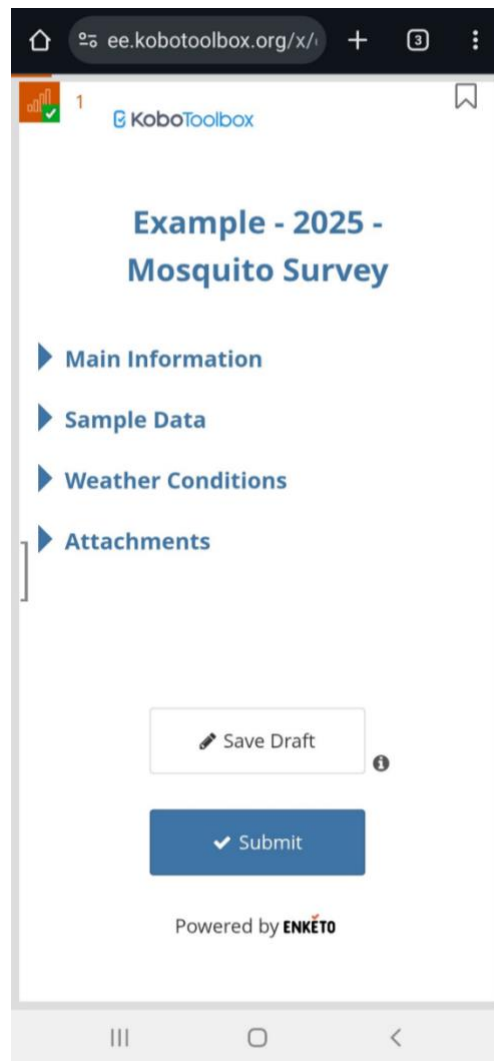 ee.kobotoolbox.org/x/
3
1
KoboToolbox
Example - 2025 -
Mosquito Survey
Main Information
Sample Data
Weather Conditions
Attachments
Save Draft
Submit
Powered by ENKETO